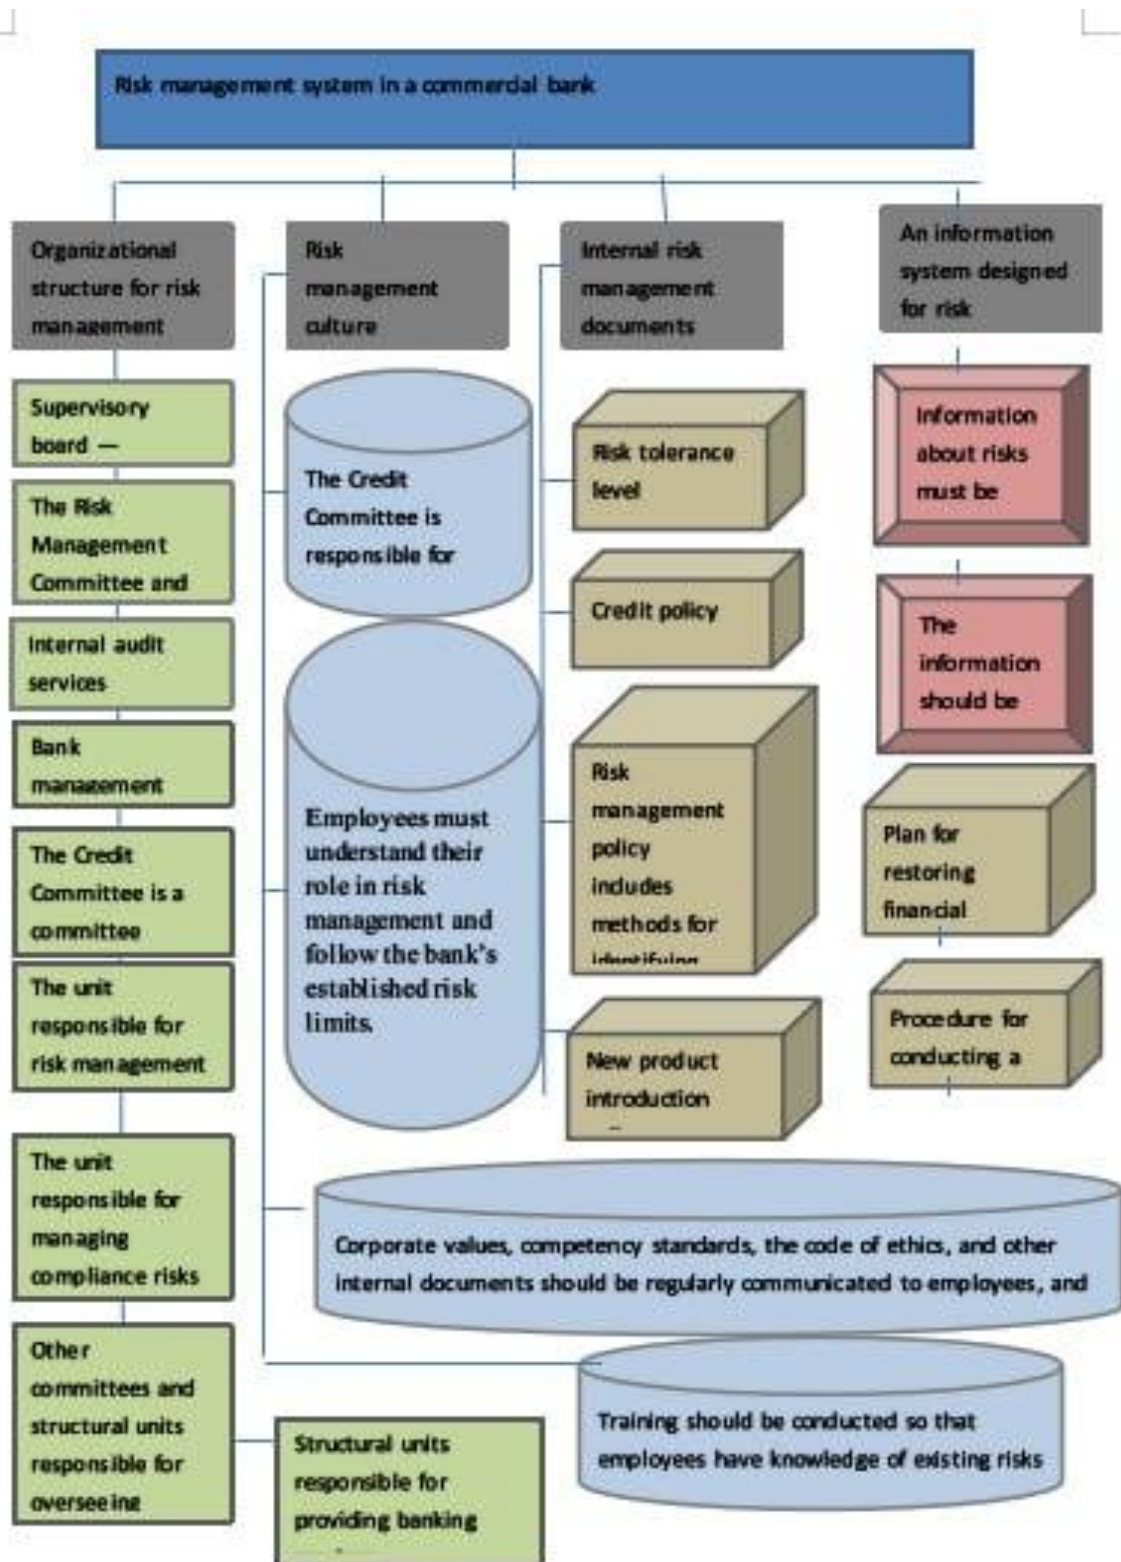 Risk management system in a commercial bank
Organizational
structure for risk
management
Risk
management
culture
Internal risk
management
documents
An information
system designed
for risk
Supervisory
board —
The Risk
Management
Committee and
Internal audit
services
Bank
management
The Credit
Committee is a
committee
The unit
responsible for
risk management
The unit
responsible for
managing
compliance risks
Other
committees and
structural units
responsible for
overseeing
Structural units
responsible for
providing banking
The Credit
Committee is
responsible for
Employees must
understand their
role in risk
management and
follow the bank's
established risk
limits.
Corporate values, competency standards, the code of ethics, and other
internal documents should be regularly communicated to employees, and
Training should be conducted so that
employees have knowledge of existing risks
Risk tolerance
level
Credit policy
Risk
management
policy
includes
methods for
identifying
New product
introduction
Information
about risks
must be
The
information
should be
Plan for
restoring
financial
Procedure for
conducting a